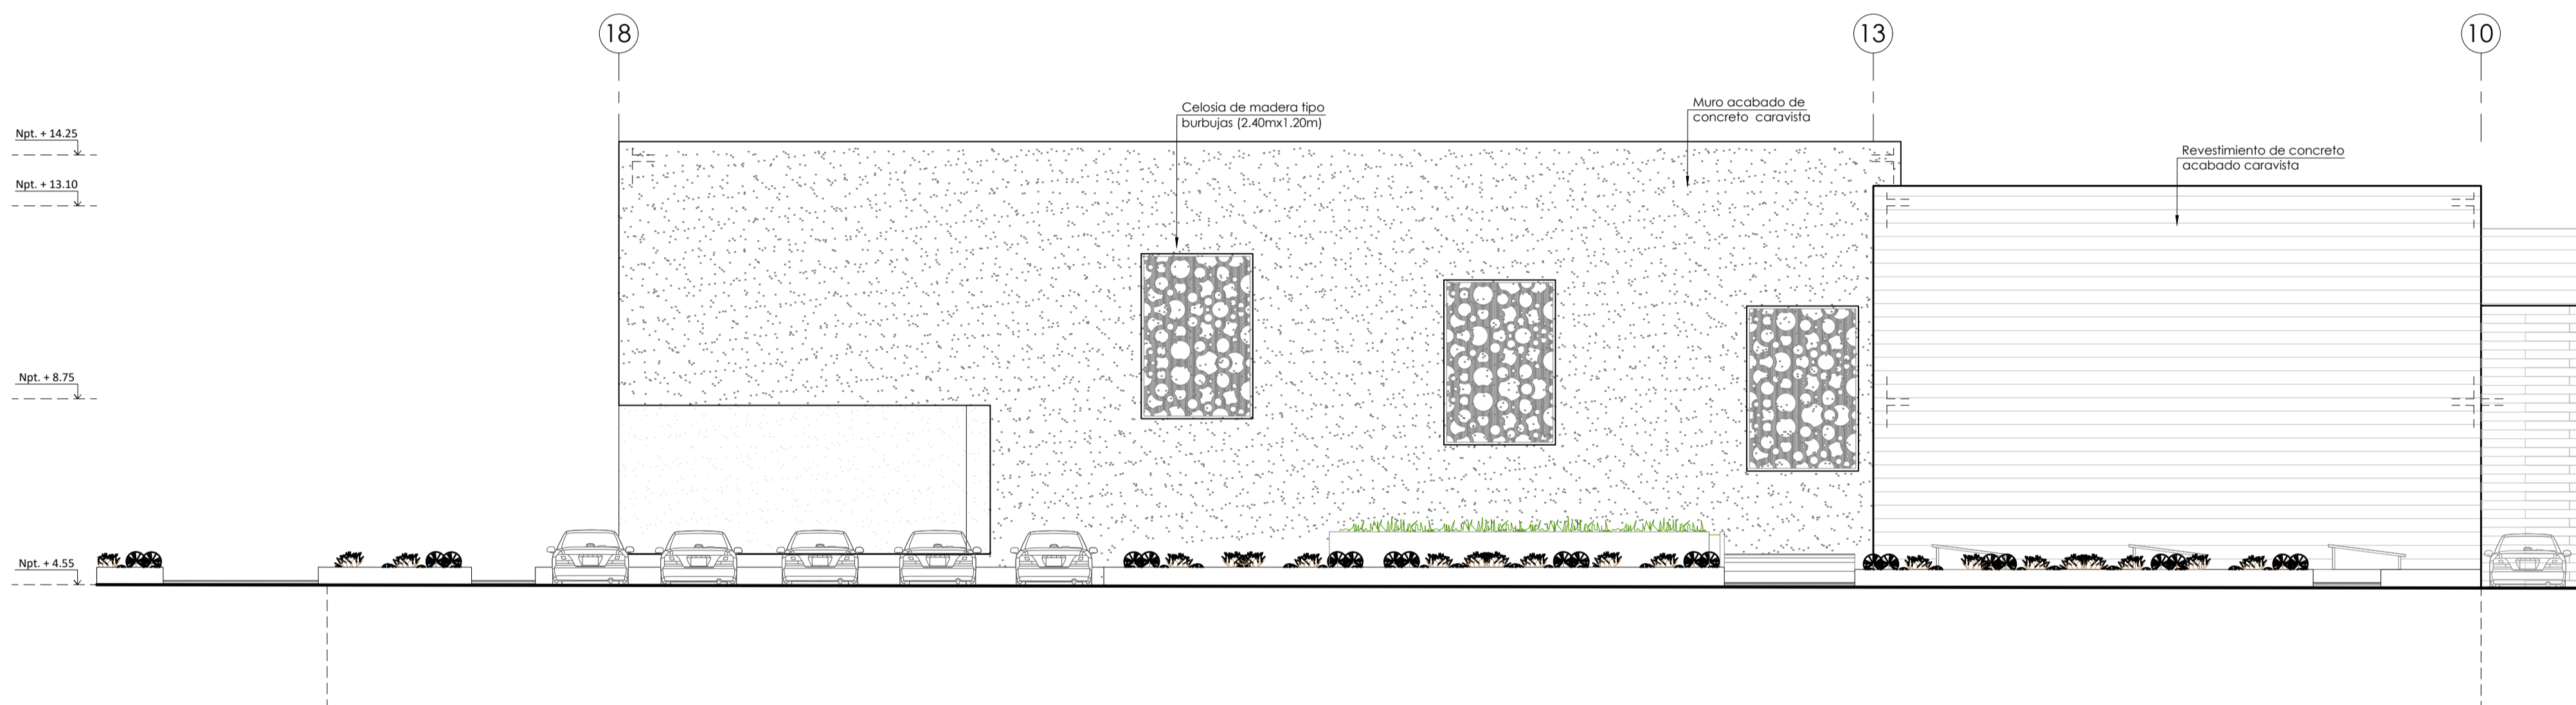 18
13
10
Celosia de madera tipo
burbujas (2.40mx1.20m)
Muro acabado de
concreto caravista
Revestimiento de concreto
acabado caravista
Npt. + 14.25
Npt. + 13.10
Npt. + 8.75
Npt. + 4.55